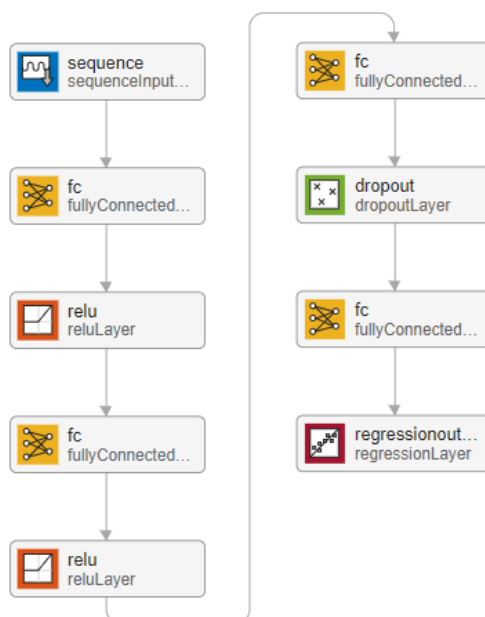 sequence
sequenceInput...
fc
fullyConnected...
relu
reluLayer
fc
fullyConnected...
relu
reluLayer
fc
fullyConnected...
dropout
dropoutLayer
fc
fullyConnected...
regressionout...
regressionLayer